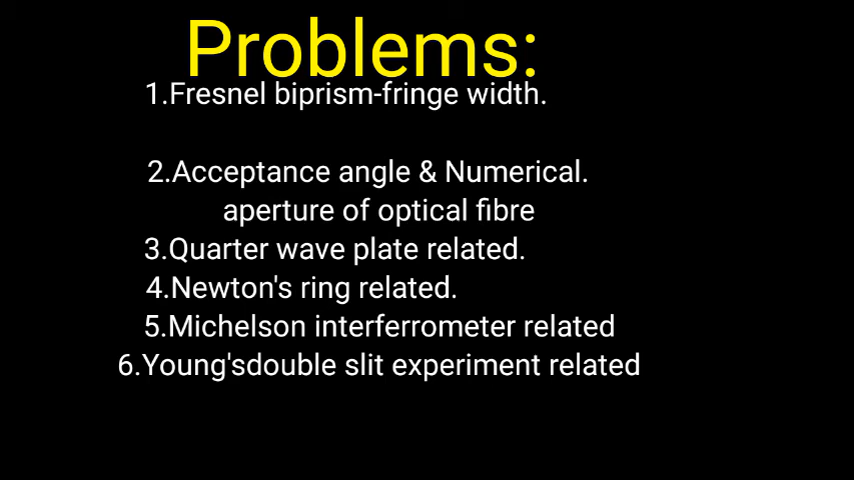 Problems:
1.Fresnel biprism-fringe width.
2.Acceptance angle & Numerical.
aperture of optical fibre
3.Quarter wave plate related.
4.Newton's ring related.
5.Michelson interferrometer related
6.Young'sdouble slit experiment related